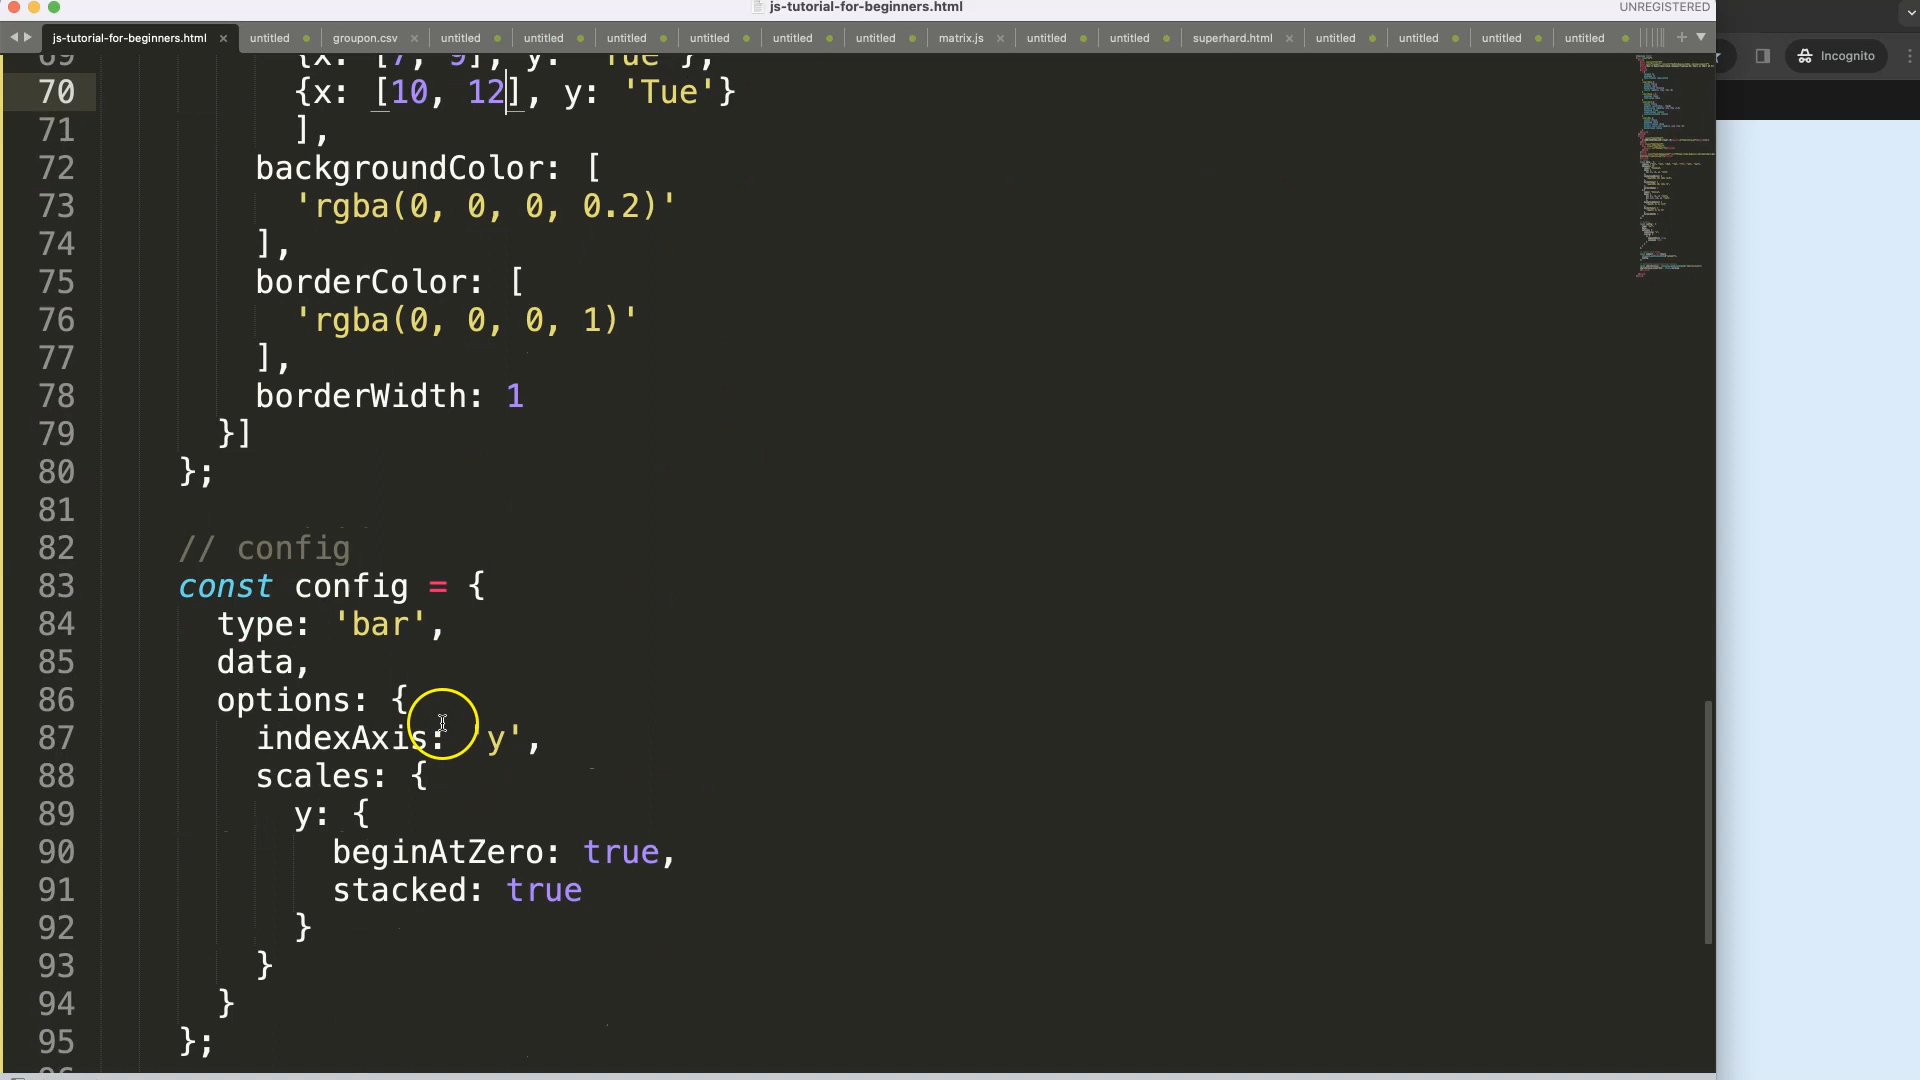 js-tutorial-for-beginners.html
UNREGISTERED
js-tutorial-for-beginners.html × untitled groupon.csv × untitled untitled untitled untitled untitled untitled matrix.js × untitled untitled superhard.html × untitled untitled untitled untitled + ▼
Incognito
69 {x: [7, 9], y: 'Tue'},
70 {x: [10, 12], y: 'Tue'}
71 ],
72 backgroundColor: [
73 'rgba(0, 0, 0, 0.2)'
74 ],
75 borderColor: [
76 'rgba(0, 0, 0, 1)'
77 ],
78 borderWidth: 1
79 }]
80 };
81
82 // config
83 const config = {
84 type: 'bar',
85 data,
86 options: {
87 indexAxis: 'y',
88 scales: {
89 y: {
90 beginAtZero: true,
91 stacked: true
92 }
93 }
94 }
95 };